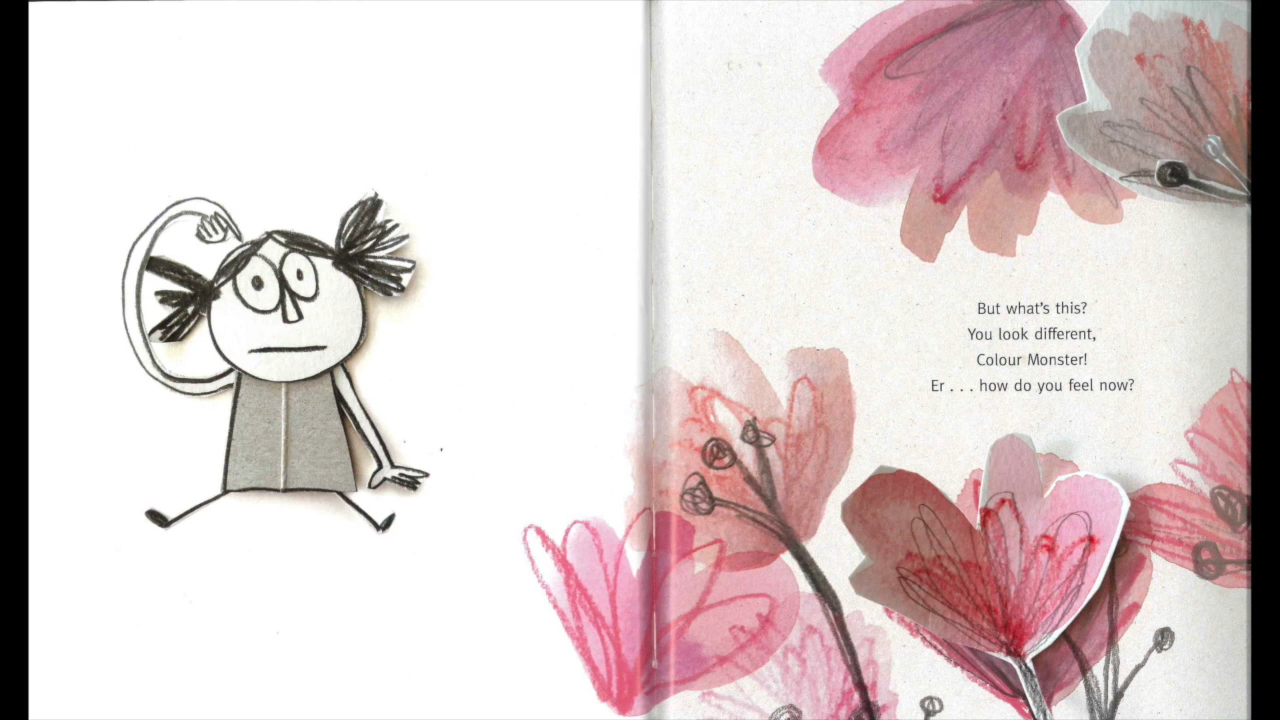 But what's this?
You look different,
Colour Monster!
Er . . . how do you feel now?